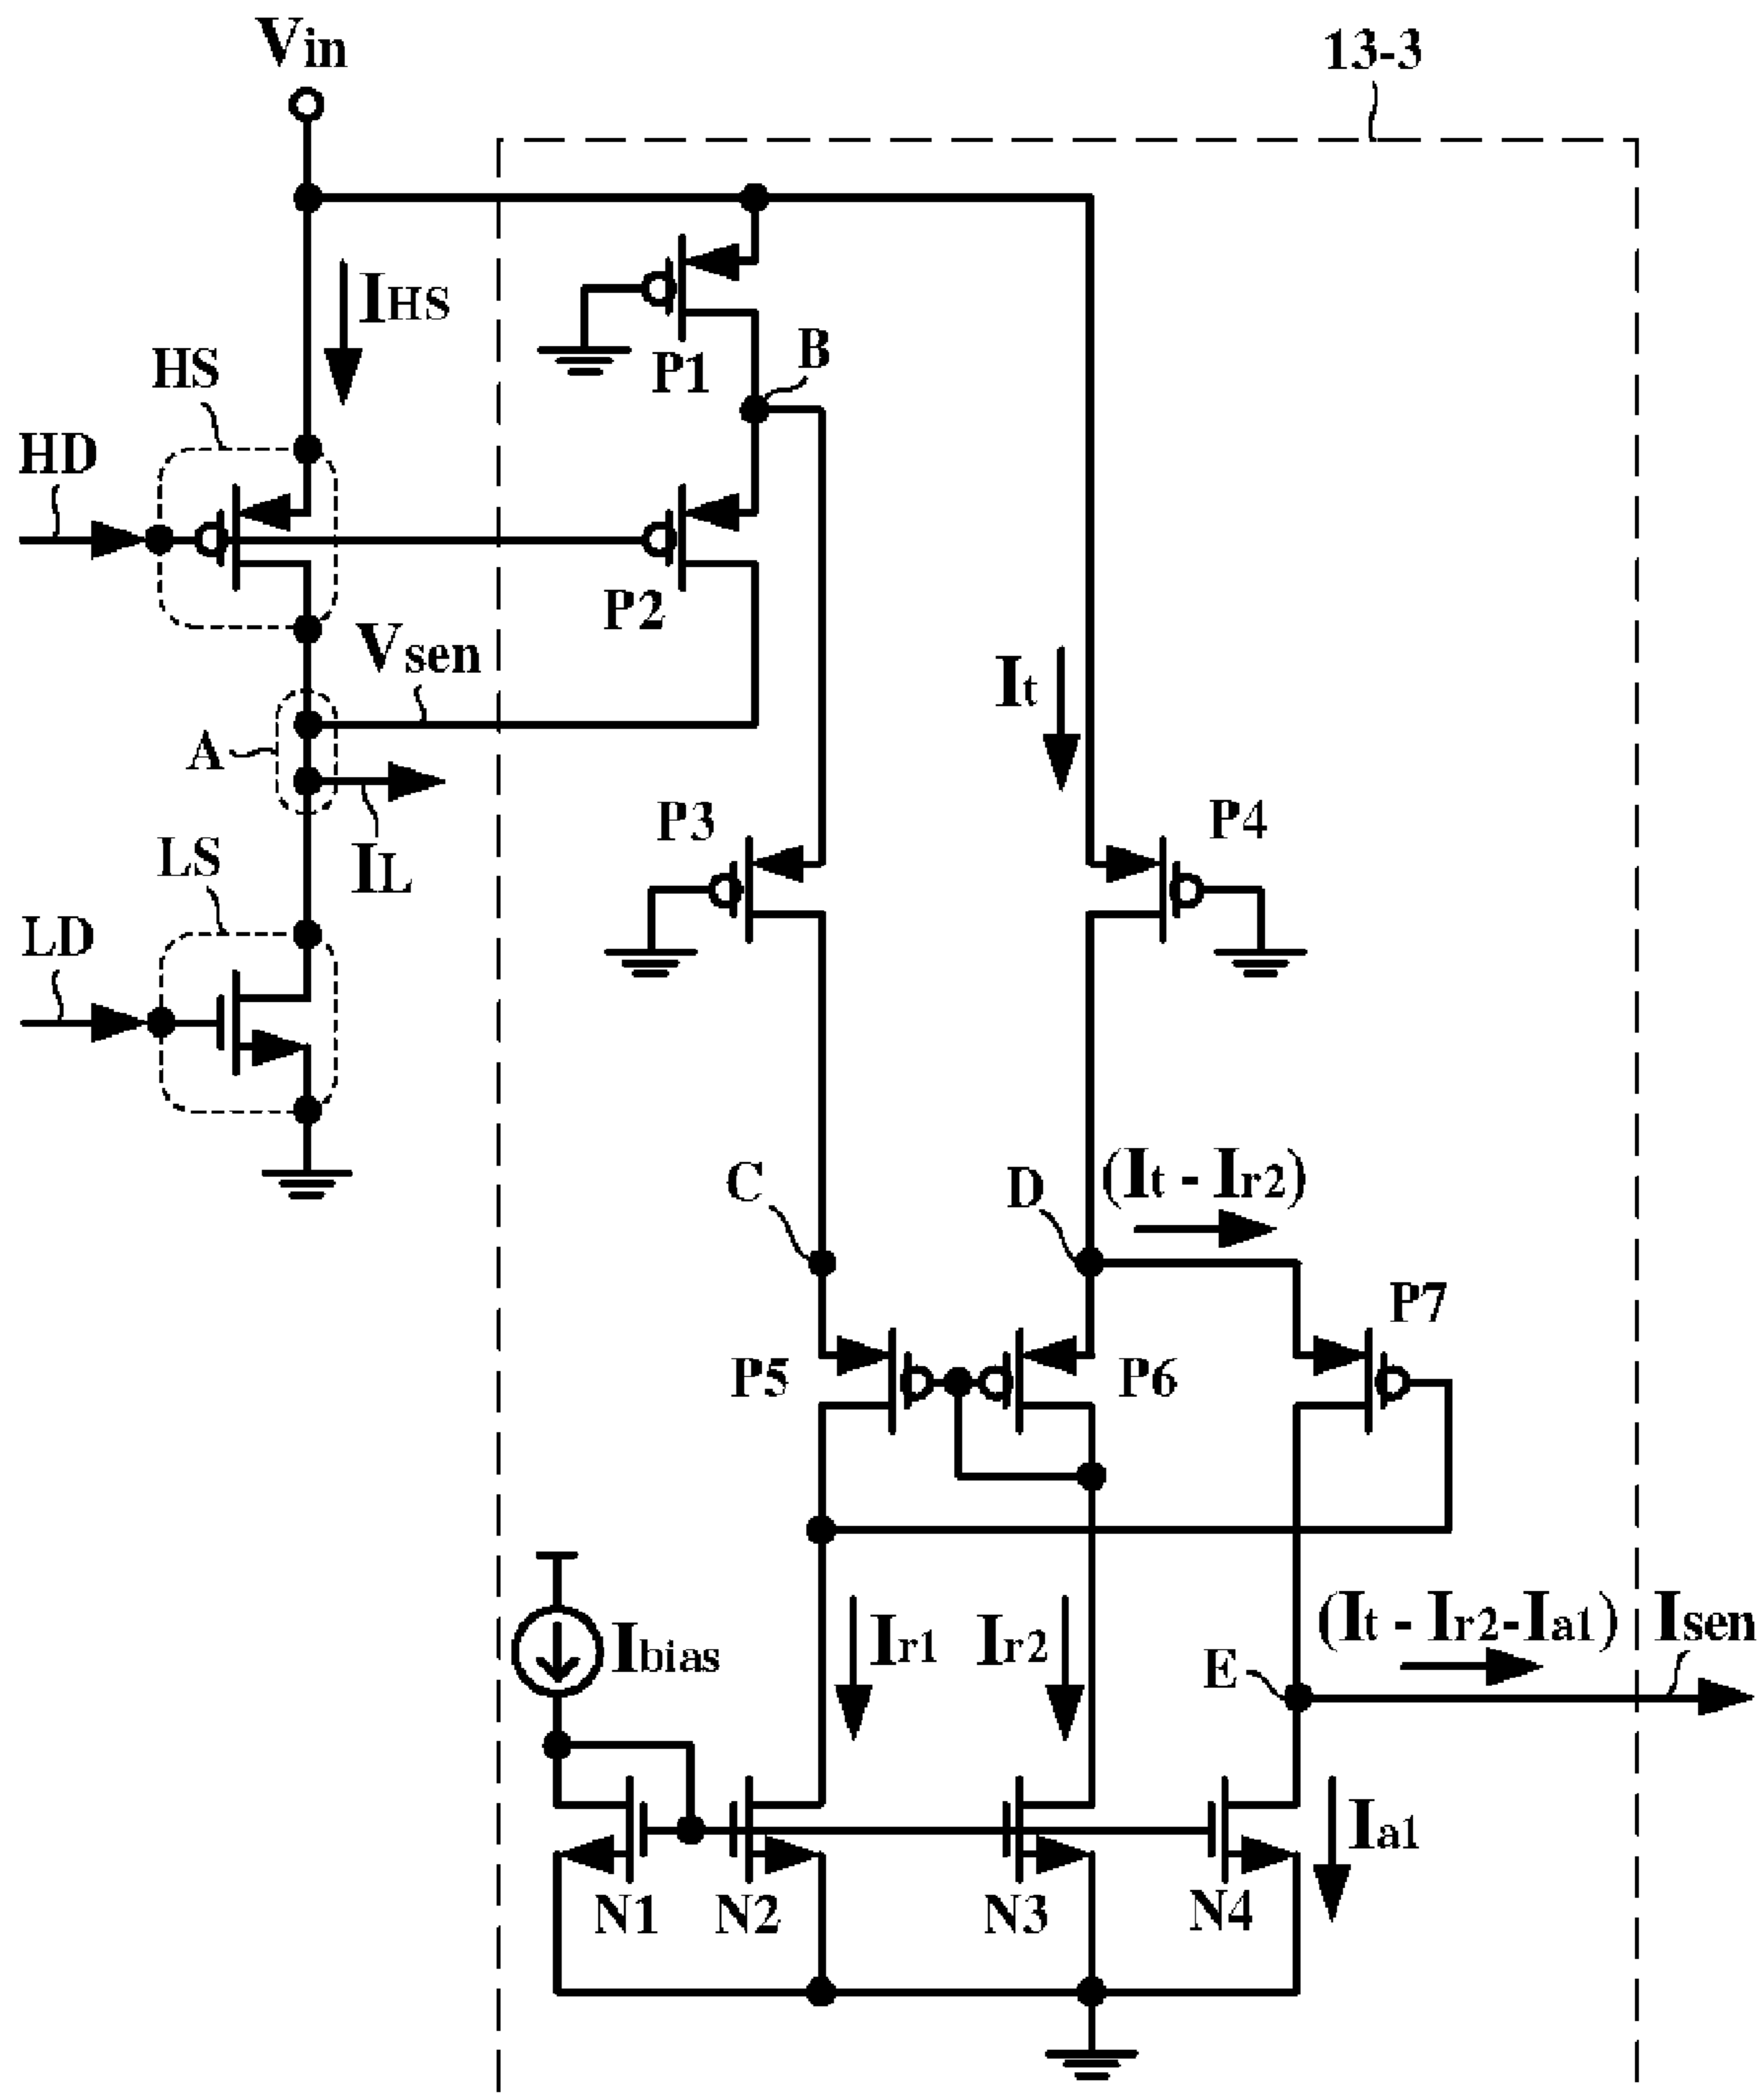 Vin
13-3
IHS
HS
P1
B
HD
P2
Vsen
It
A
P3
P4
LS
IL
LD
C
D
(It - Ir2)
P7
P5
P6
Ibias
Ir1
Ir2
(It - Ir2-Ia1)
Isen
E
Ia1
N1
N2
N3
N4